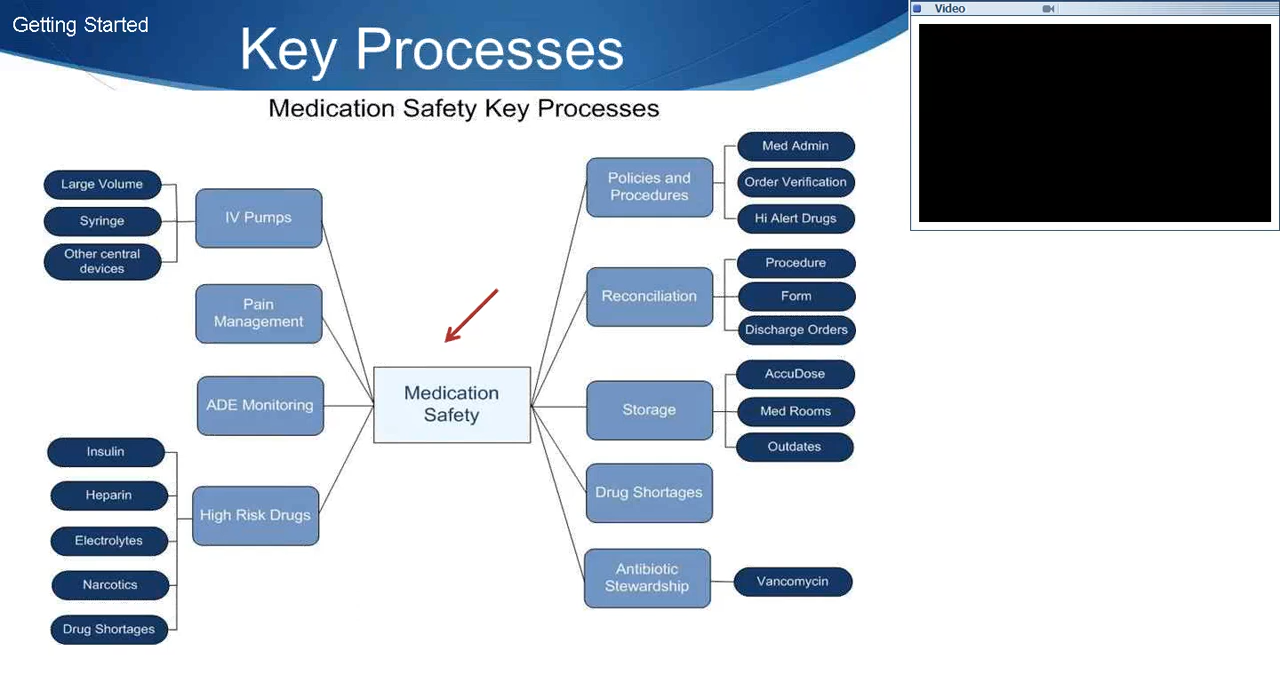 Getting Started
Key Processes
Video
Medication Safety Key Processes
Large Volume
Syringe
Other central
devices
IV Pumps
Pain
Management
ADE Monitoring
Insulin
Heparin
Electrolytes
Narcotics
Drug Shortages
High Risk Drugs
Medication
Safety
Policies and
Procedures
Med Admin
Order Verification
Hi Alert Drugs
Reconciliation
Procedure
Form
Discharge Orders
Storage
AccuDose
Med Rooms
Outdates
Drug Shortages
Antibiotic
Stewardship
Vancomycin